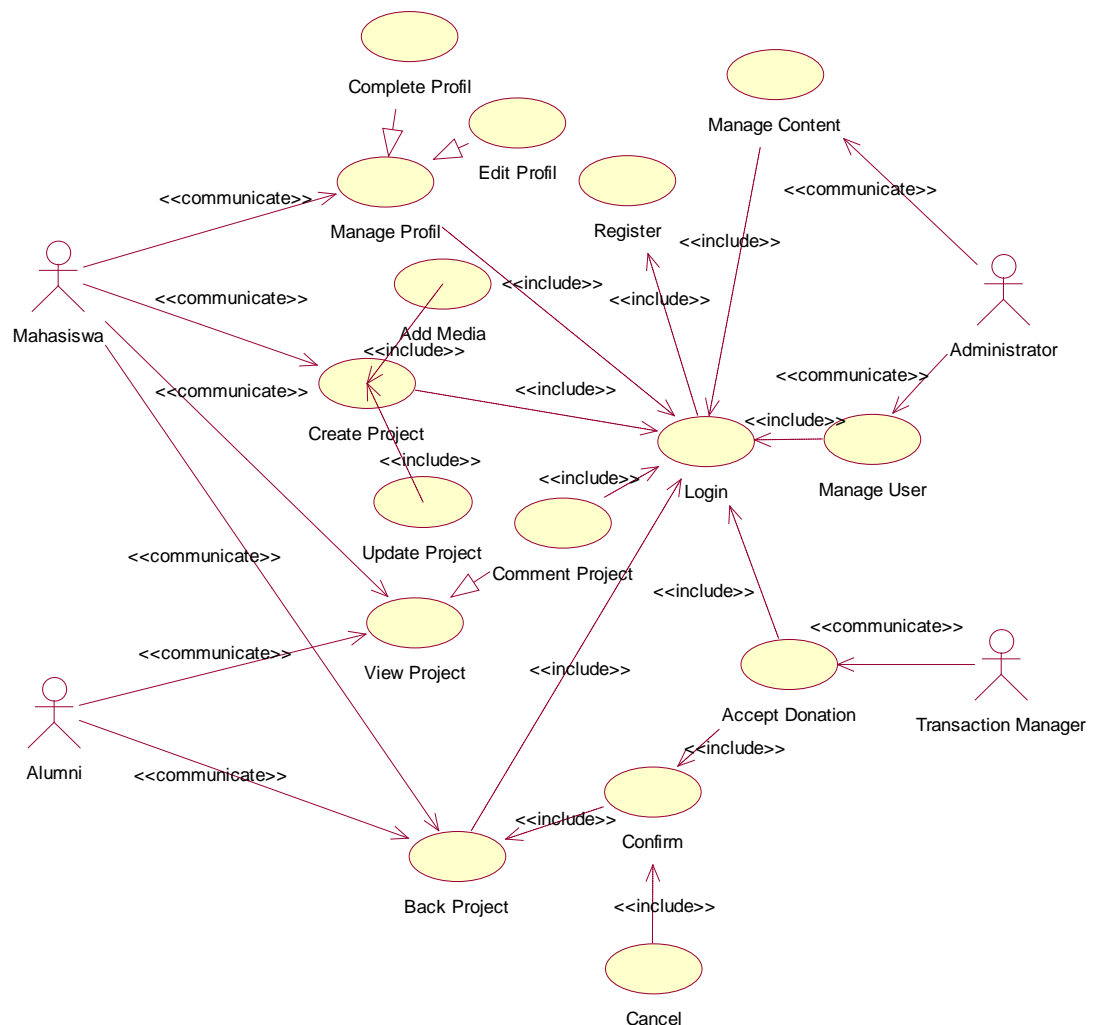 Complete Profil
Manage Content
Edit Profil
<<communicate>>
<<communicate>>
Register
Manage Profil
<<include>>
<<communicate>>
<<include>>
<<include>>
Mahasiswa
Add Media
Administrator
<<include>>
<<communicate>>
<<communicate>>
<<include>>
<<include>>
Create Project
<<include>>
<<include>>
Login
Manage User
Update Project
<<communicate>>
Comment Project
<<include>>
<<communicate>>
<<communicate>>
View Project
<<include>>
Accept Donation
Transaction Manager
<<include>>
Alumni
<<communicate>>
<<include>>
Confirm
Back Project
<<include>>
Cancel